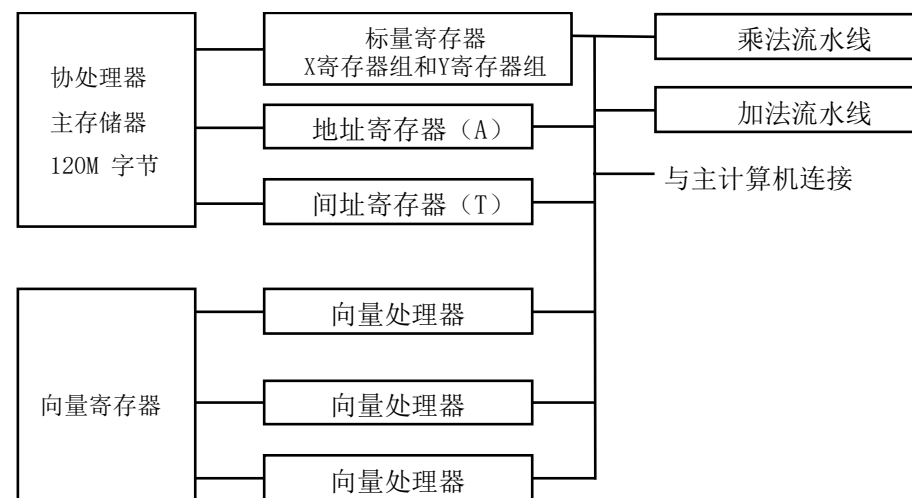 协处理器
主存储器
120M 字节
标量寄存器
X寄存器组和Y寄存器组
地址寄存器（A）
间址寄存器（T）
乘法流水线
加法流水线
与主计算机连接
向量寄存器
向量处理器
向量处理器
向量处理器